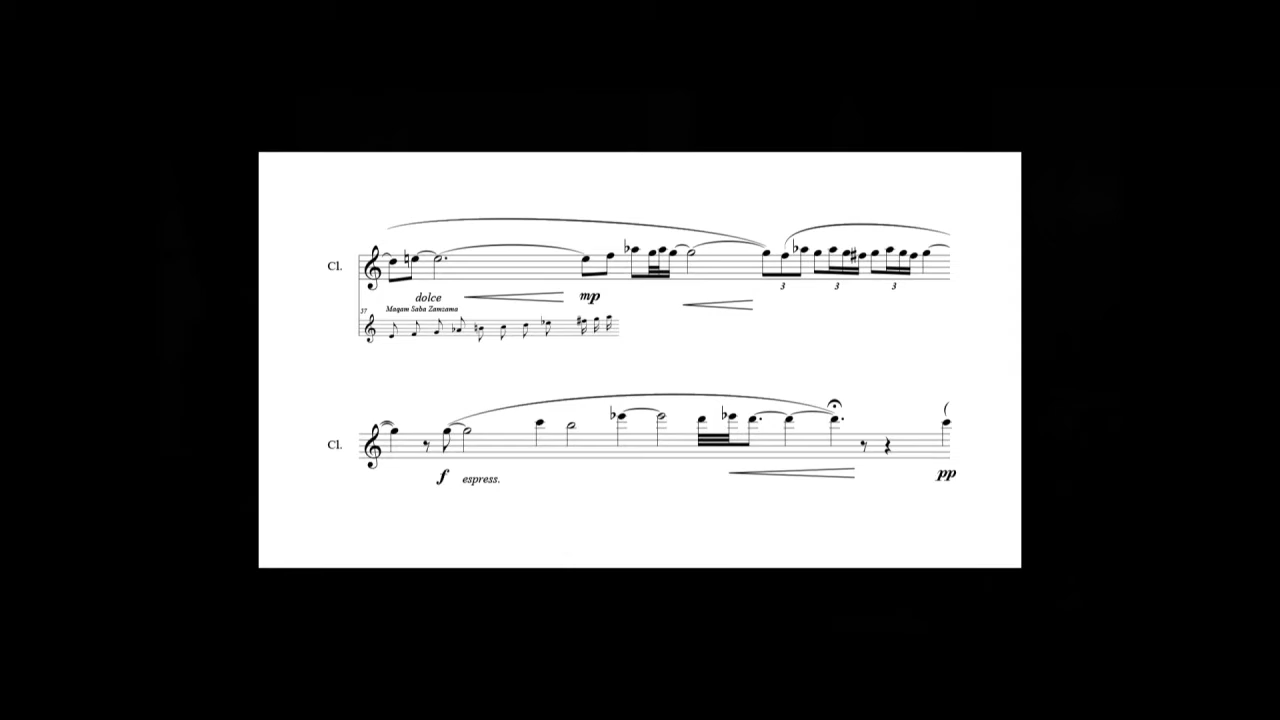 Cl.
3 3 3
dolce mp
37 Maqam Saba Zamzama
Cl.
f espress. pp